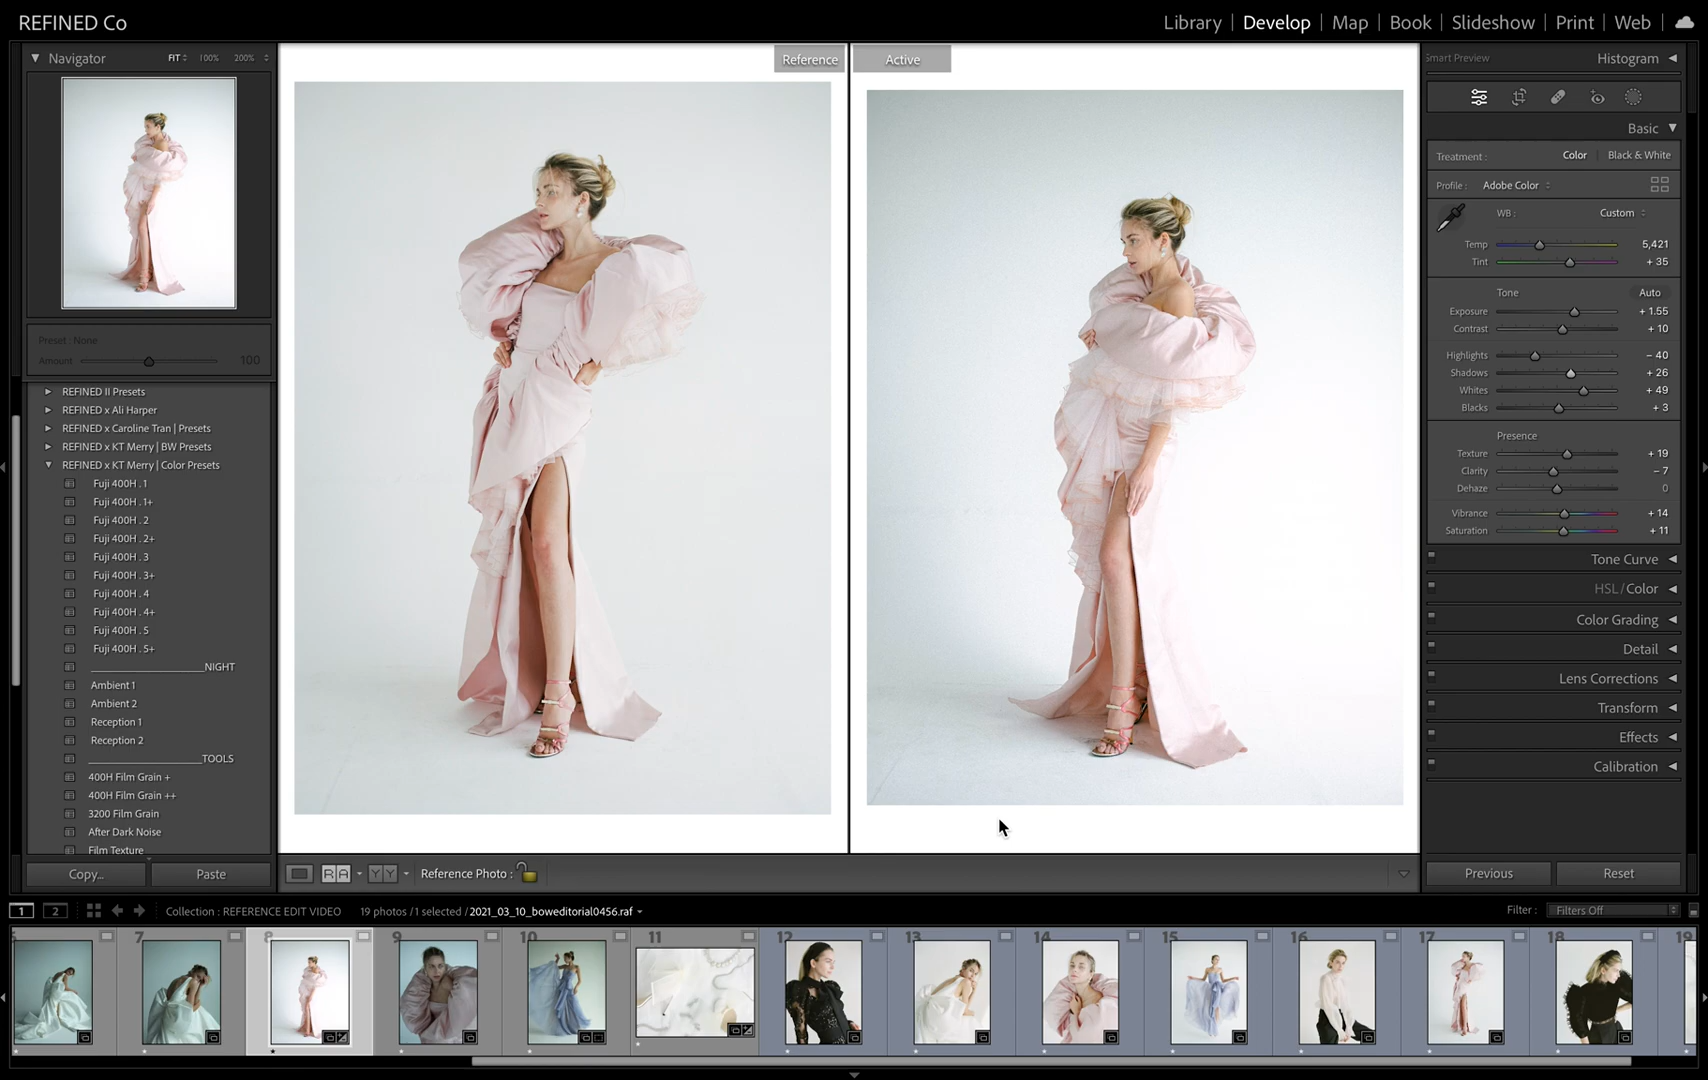 REFINED Co
Library | Develop | Map | Book | Slideshow | Print | Web
Navigator FIT 100% 200%
Preset : None
Amount 100
REFINED II Presets
REFINED x Ali Harper
REFINED x Caroline Tran | Presets
REFINED x KT Merry | BW Presets
REFINED x KT Merry | Color Presets
Fuji 400H . 1
Fuji 400H . 1+
Fuji 400H . 2
Fuji 400H . 2+
Fuji 400H . 3
Fuji 400H . 3+
Fuji 400H . 4
Fuji 400H . 4+
Fuji 400H . 5
Fuji 400H . 5+
____________________NIGHT
Ambient 1
Ambient 2
Reception 1
Reception 2
____________________TOOLS
400H Film Grain +
400H Film Grain ++
3200 Film Grain
After Dark Noise
Film Texture
Copy... Paste
Reference
Active
RA YY Reference Photo :
Smart Preview Histogram
Basic
Treatment : Color | Black & White
Profile : Adobe Color
WB : Custom
Temp 5,421
Tint + 35
Tone Auto
Exposure + 1.55
Contrast + 10
Highlights – 40
Shadows + 26
Whites + 49
Blacks + 3
Presence
Texture + 19
Clarity – 7
Dehaze 0
Vibrance + 14
Saturation + 11
Tone Curve
HSL / Color
Color Grading
Detail
Lens Corrections
Transform
Effects
Calibration
Previous Reset
1 2 Collection : REFERENCE EDIT VIDEO 19 photos / 1 selected / 2021_03_10_boweditorial0456.raf Filter : Filters Off
7 8 9 10 11 12 13 14 15 16 17 18 19